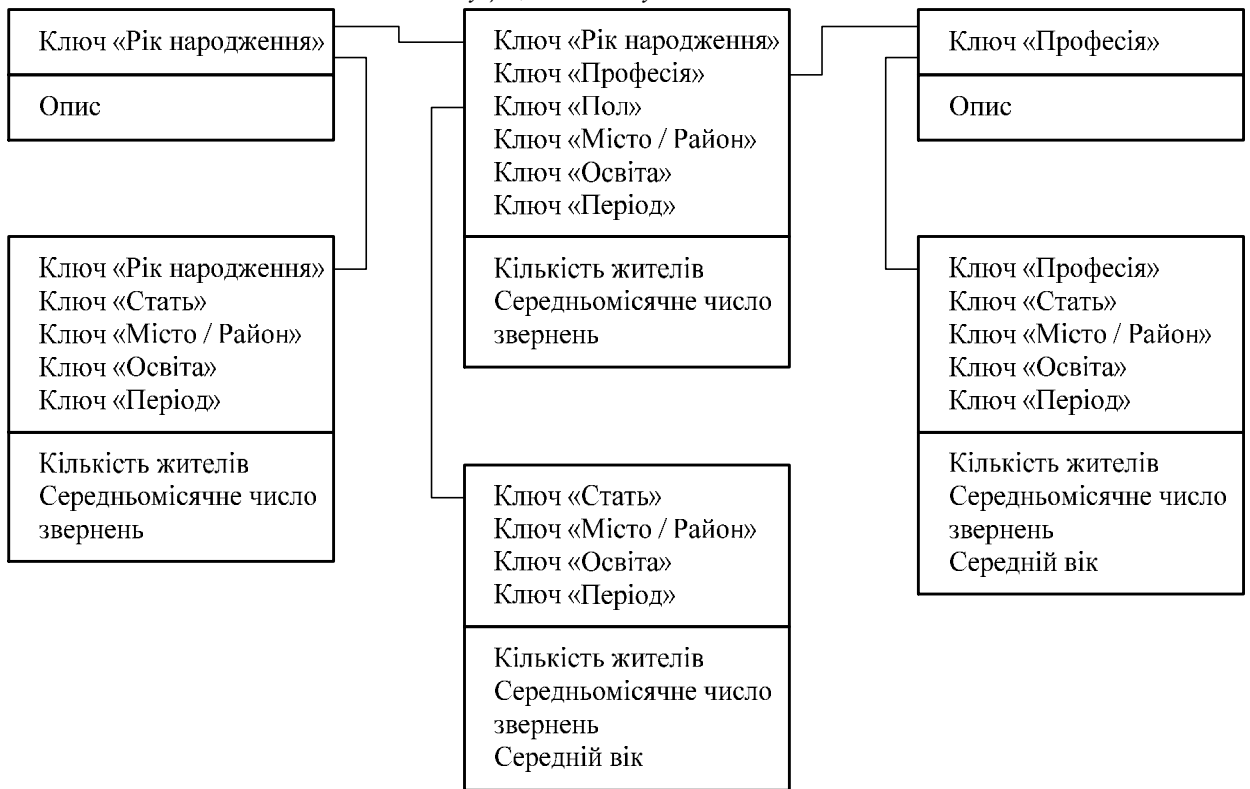 Ключ «Рік народження»
Опис
Ключ «Рік народження»
Ключ «Професія»
Ключ «Пол»
Ключ «Місто / Район»
Ключ «Освіта»
Ключ «Період»
Кількість жителів
Середньомісячне число
звернень
Ключ «Професія»
Опис
Ключ «Рік народження»
Ключ «Стать»
Ключ «Місто / Район»
Ключ «Освіта»
Ключ «Період»
Кількість жителів
Середньомісячне число
звернень
Ключ «Стать»
Ключ «Місто / Район»
Ключ «Освіта»
Ключ «Період»
Кількість жителів
Середньомісячне число
звернень
Середній вік
Ключ «Професія»
Ключ «Стать»
Ключ «Місто / Район»
Ключ «Освіта»
Ключ «Період»
Кількість жителів
Середньомісячне число
звернень
Середній вік